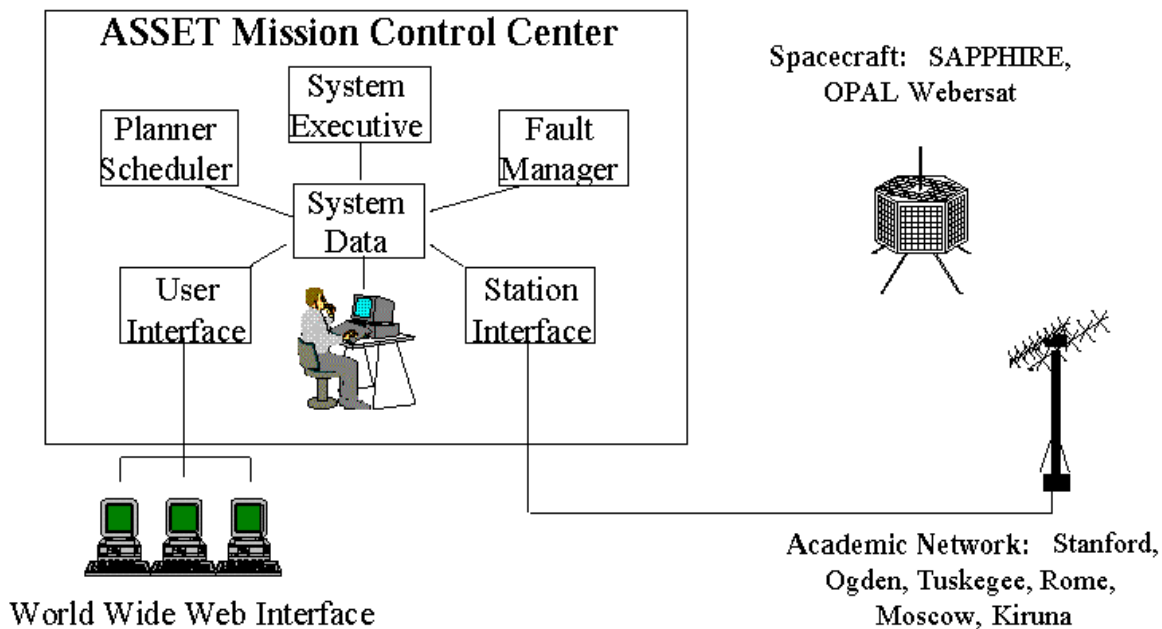 ASSET Mission Control Center
System
Executive
Planner
Scheduler
Fault
Manager
System
Data
User
Interface
Station
Interface
World Wide Web Interface
Spacecraft: SAPPHIRE,
OPAL Webersat
Academic Network: Stanford,
Ogden, Tuskegee, Rome,
Moscow, Kiruna